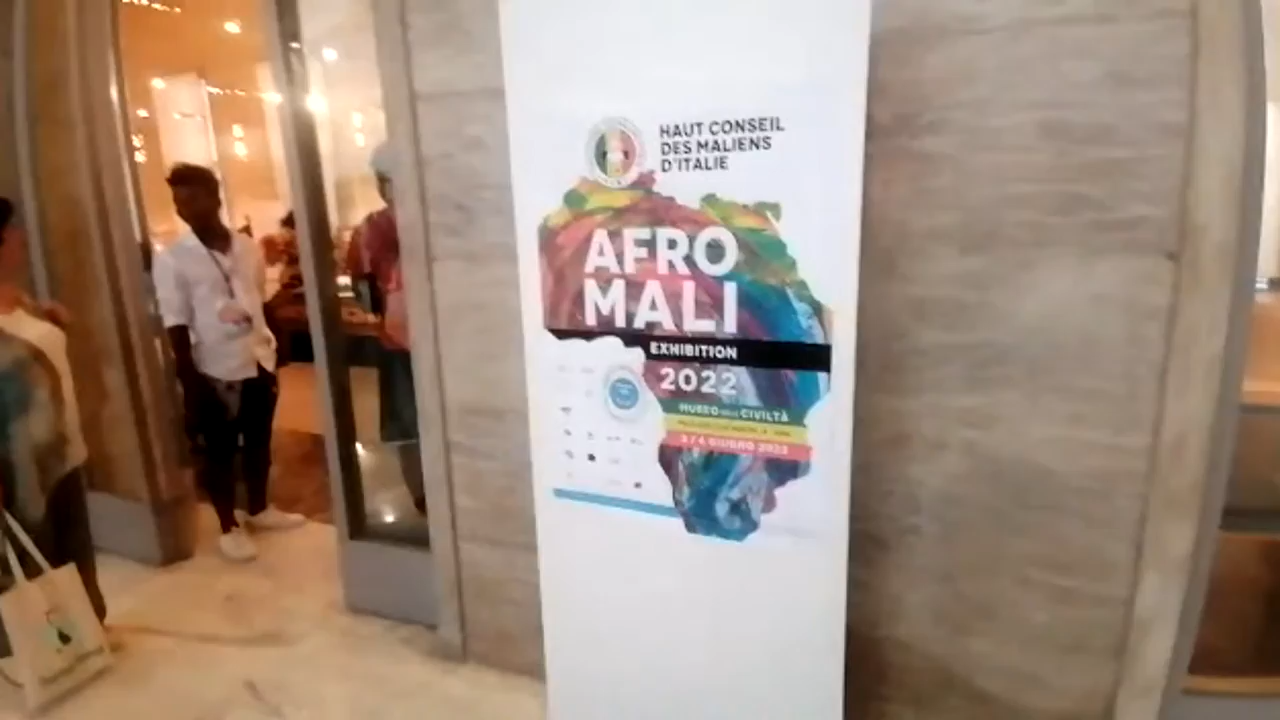 HAUT CONSEIL
DES MALIENS
D'ITALIE
AFRO
MALI
EXHIBITION
2022
MUSEO DELLE CIVILTÀ
3/4 GIUGNO 2022